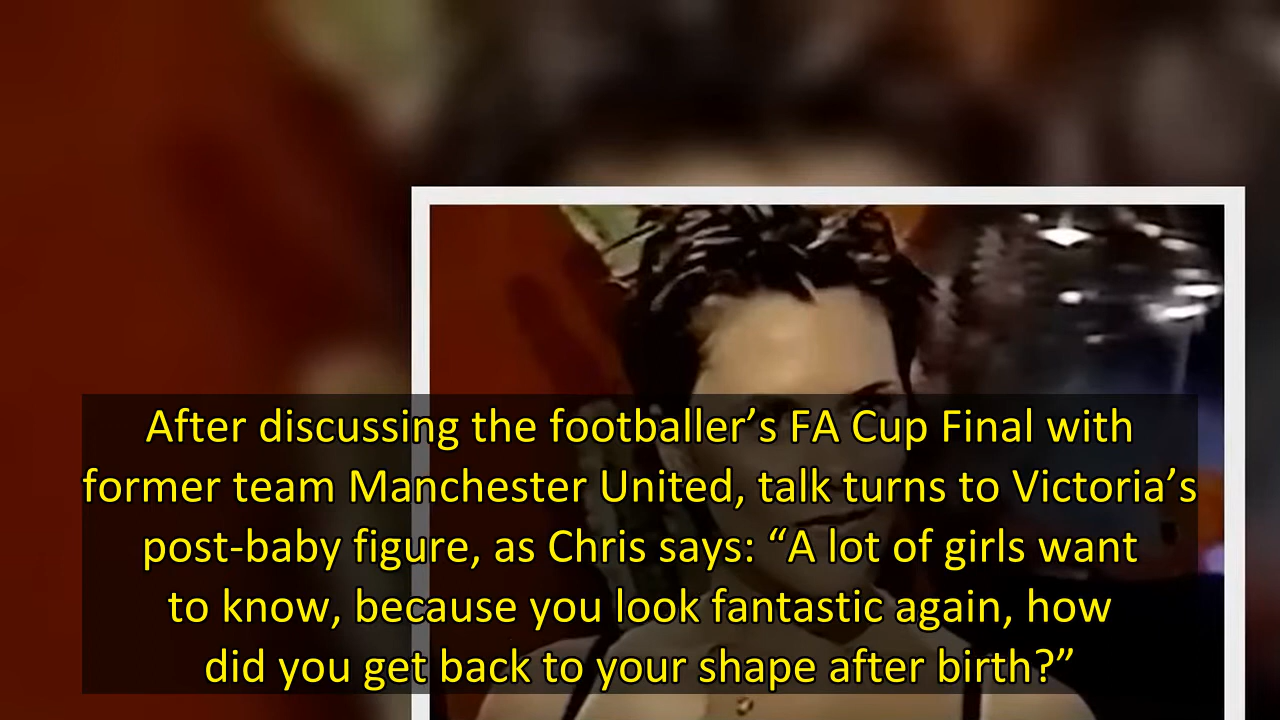 After discussing the footballer’s FA Cup Final with
former team Manchester United, talk turns to Victoria’s
post-baby figure, as Chris says: “A lot of girls want
to know, because you look fantastic again, how
did you get back to your shape after birth?”